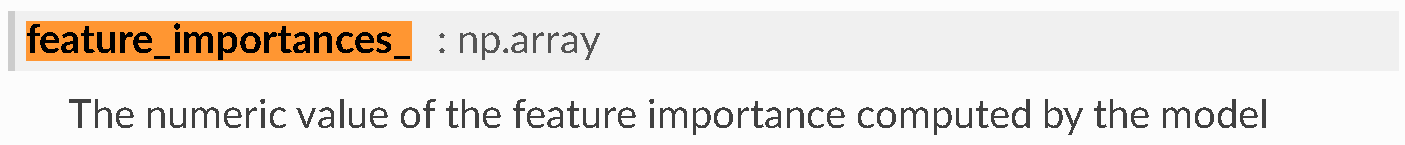 feature_importances_ : np.array
The numeric value of the feature importance computed by the model